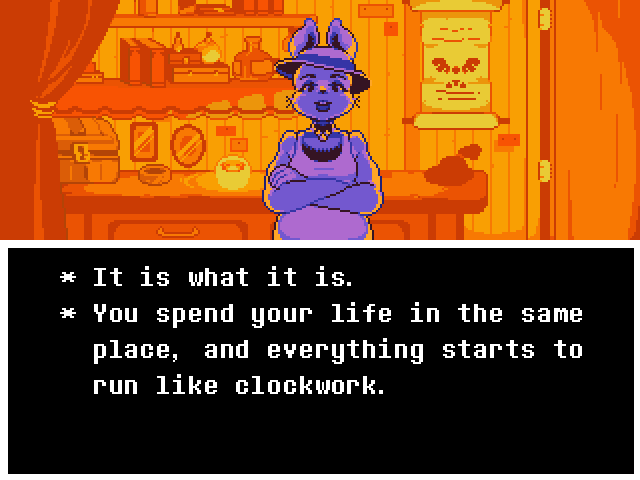 * It is what it is.
* You spend your life in the same
place, and everything starts to
run like clockwork.